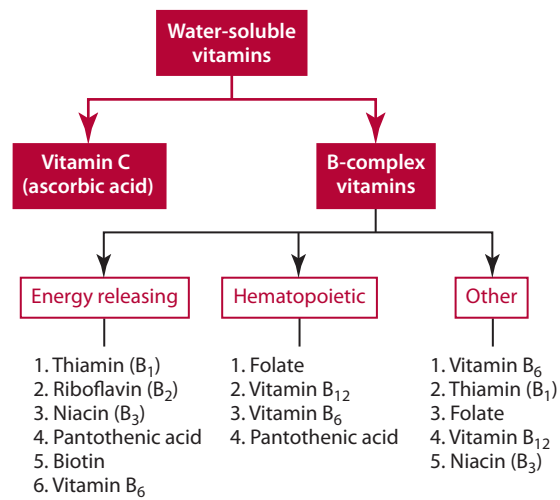 Water-soluble
vitamins
Vitamin C
(ascorbic acid)
B-complex
vitamins
Energy releasing
1. Thiamin (B₁)
2. Riboflavin (B₂)
3. Niacin (B₃)
4. Pantothenic acid
5. Biotin
6. Vitamin B₆
Hematopoietic
1. Folate
2. Vitamin B₁₂
3. Vitamin B₆
4. Pantothenic acid
Other
1. Vitamin B₆
2. Thiamin (B₁)
3. Folate
4. Vitamin B₁₂
5. Niacin (B₃)